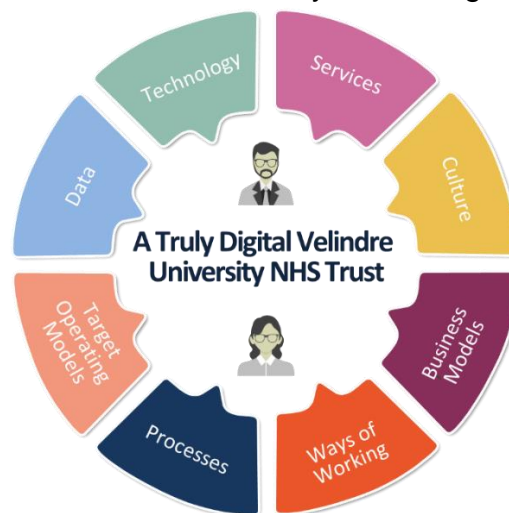 Technology
Services
Culture
Business
Models
Ways of
Working
Processes
Target
Operating
Models
Data
A Truly Digital Velindre
University NHS Trust